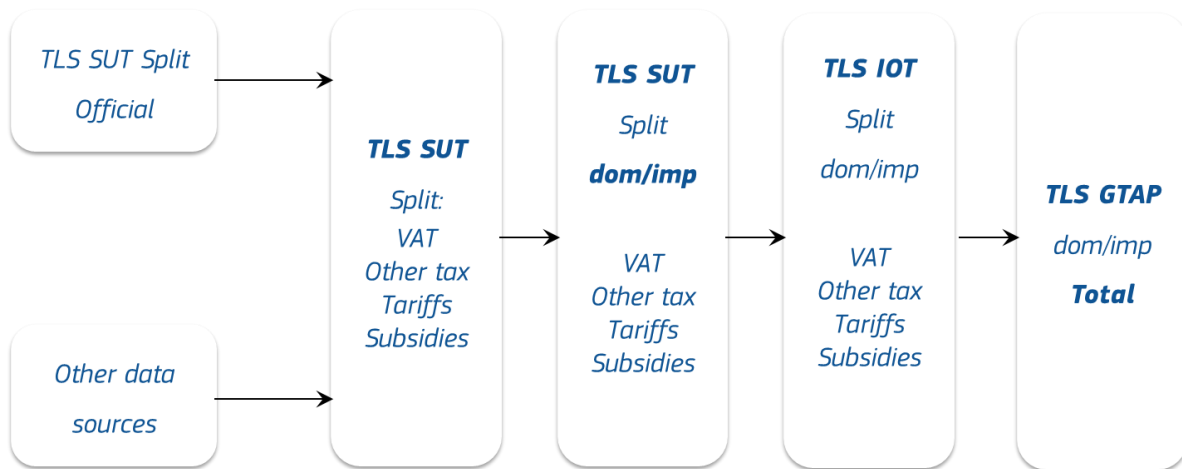 TLS SUT Split
Official
Other data
sources
TLS SUT
Split:
VAT
Other tax
Tariffs
Subsidies
TLS SUT
Split
dom/imp
VAT
Other tax
Tariffs
Subsidies
TLS IOT
Split
dom/imp
VAT
Other tax
Tariffs
Subsidies
TLS GTAP
dom/imp
Total